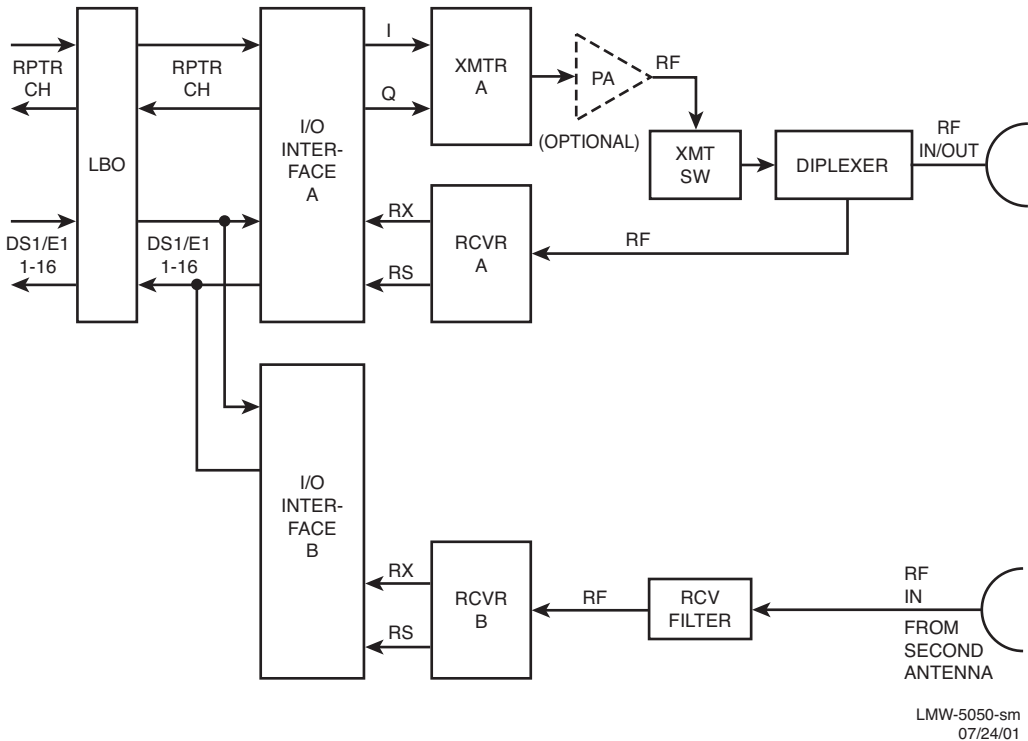 RPTR
CH
LBO
RPTR
CH
DS1/E1
1-16
DS1/E1
1-16
I/O
INTER-
FACE
A
I
Q
XMTR
A
PA
(OPTIONAL)
RF
XMT
SW
DIPLEXER
RF
IN/OUT
RX
RS
RCVR
A
RF
I/O
INTER-
FACE
B
RX
RS
RCVR
B
RF
RCV
FILTER
RF
IN
FROM
SECOND
ANTENNA
LMW-5050-sm
07/24/01